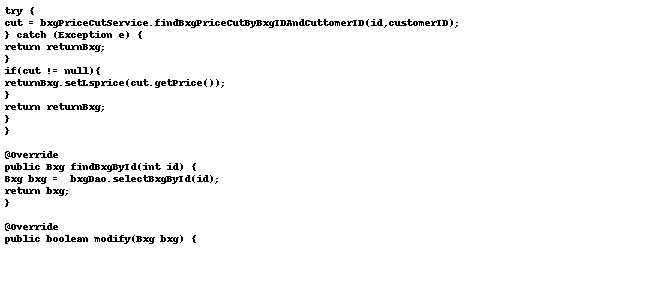 try {
cut = bxgPriceCutService.findBxgPriceCutByBxgIDAndCuttomerID(id,customerID);
} catch (Exception e) {
return returnBxg;
}
if(cut != null){
returnBxg.setLsprice(cut.getPrice());
}
return returnBxg;
}
}

@Override
public Bxg findBxgById(int id) {
Bxg bxg =  bxgDao.selectBxgById(id);
return bxg;
}

@Override
public boolean modify(Bxg bxg) {